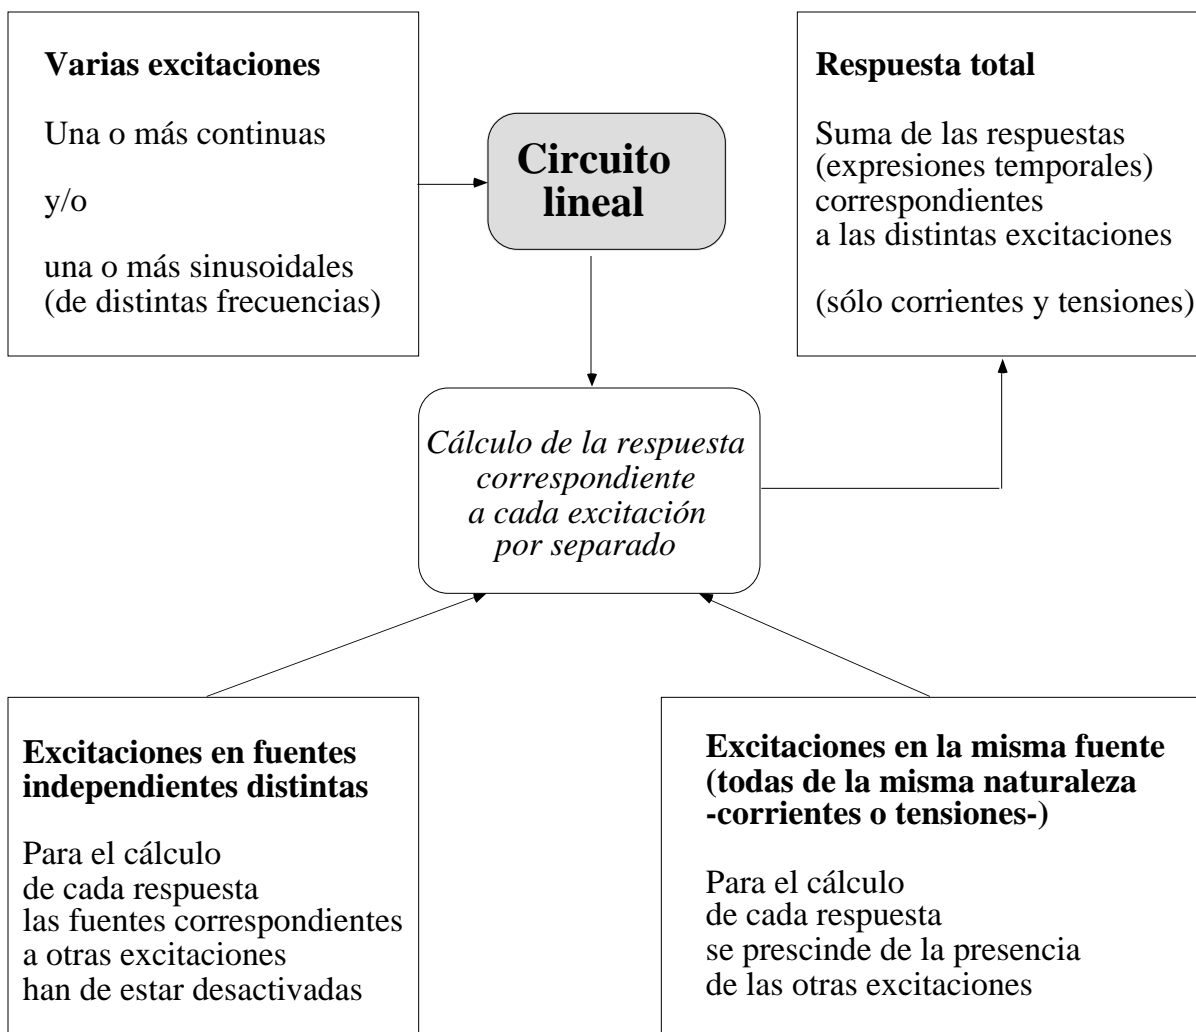 Varias excitaciones
Una o más continuas
y/o
una o más sinusoidales
(de distintas frecuencias)
Circuito
lineal
Respuesta total
Suma de las respuestas
(expresiones temporales)
correspondientes
a las distintas excitaciones
(sólo corrientes y tensiones)
Cálculo de la respuesta
correspondiente
a cada excitación
por separado
Excitaciones en fuentes
independientes distintas
Para el cálculo
de cada respuesta
las fuentes correspondientes
a otras excitaciones
han de estar desactivadas
Excitaciones en la misma fuente
(todas de la misma naturaleza
-corrientes o tensiones-)
Para el cálculo
de cada respuesta
se prescinde de la presencia
de las otras excitaciones